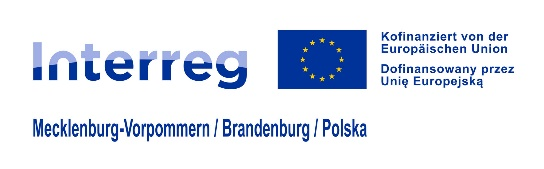 Interreg
Kofinanziert von der
Europäischen Union
Dofinansowany przez
Unię Europejską
Mecklenburg-Vorpommern / Brandenburg / Polska